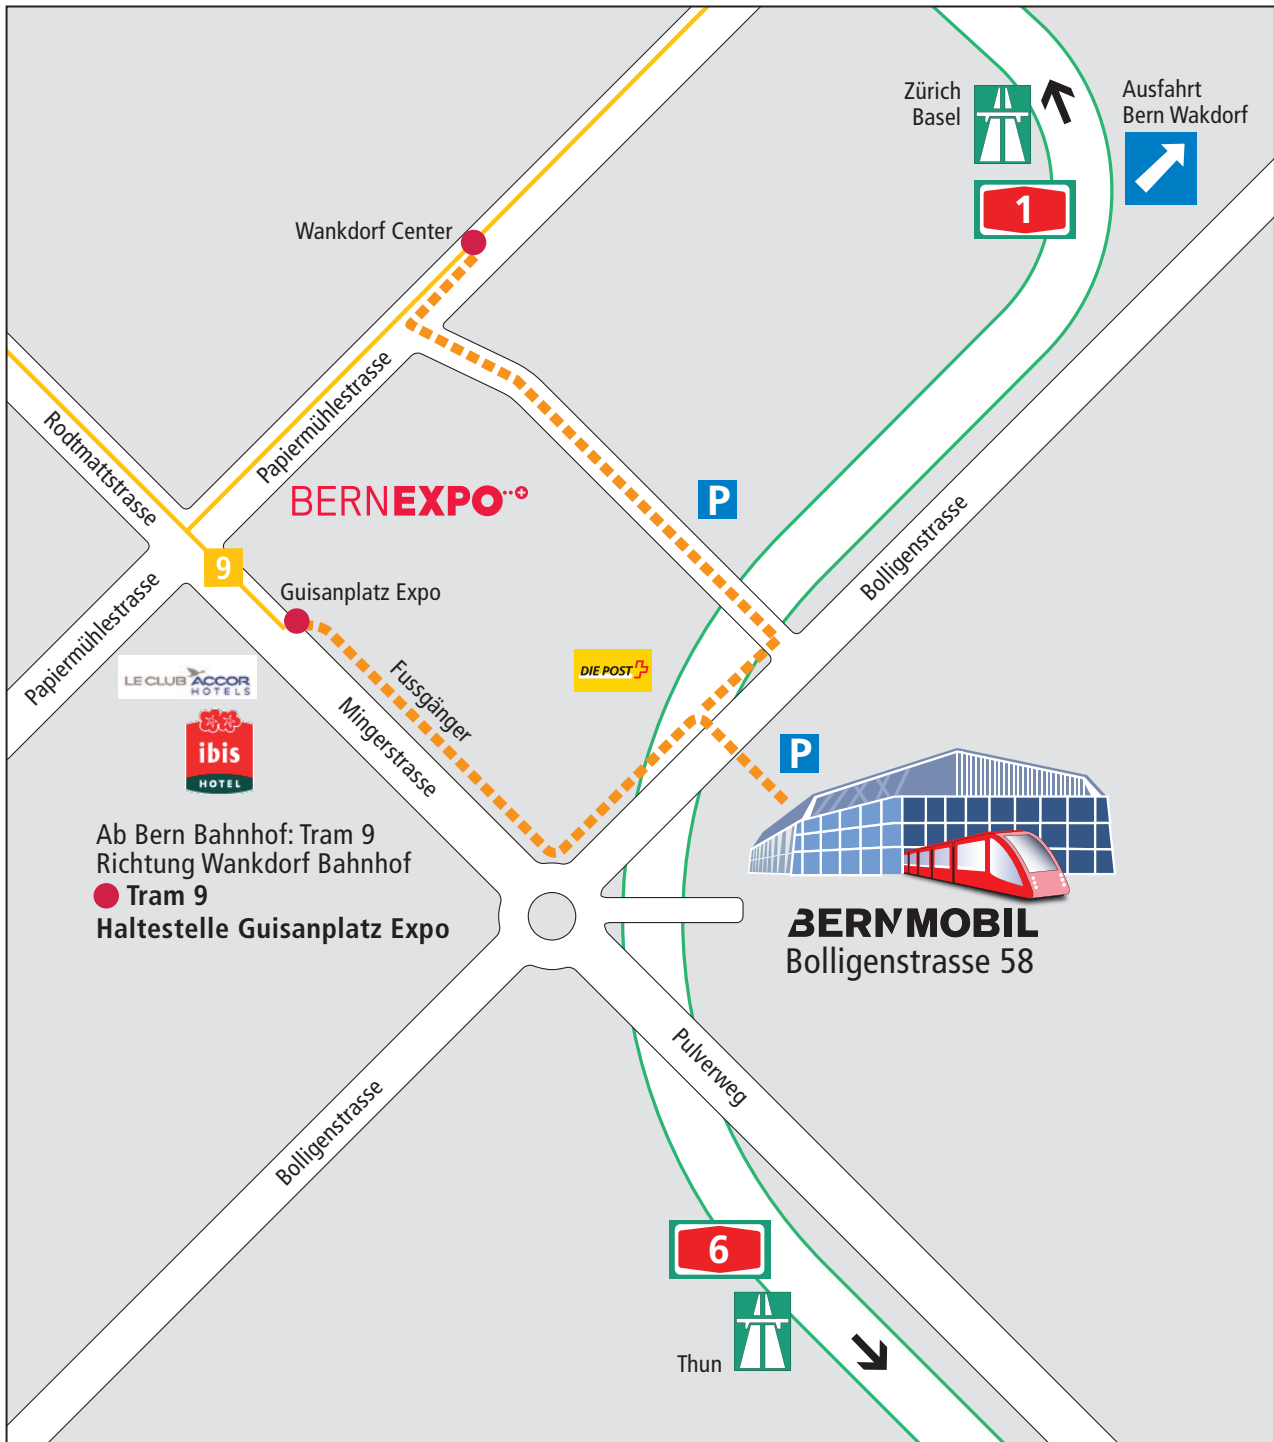 Zürich
Basel
1
Ausfahrt
Bern Wakdorf
Wankdorf Center
Papiermühlestrasse
Rodtmattstrasse
BERNEXPO
P
Bolligenstrasse
9
Guisanplatz Expo
Papiermühlestrasse
LE CLUB ACCOR
HOTELS
ibis
HOTEL
Fussgänger
Mingerstrasse
DIE POST
P
Ab Bern Bahnhof: Tram 9
Richtung Wankdorf Bahnhof
Tram 9
Haltestelle Guisanplatz Expo
BERNMOBIL
Bolligenstrasse 58
Pulverweg
Bolligenstrasse
6
Thun